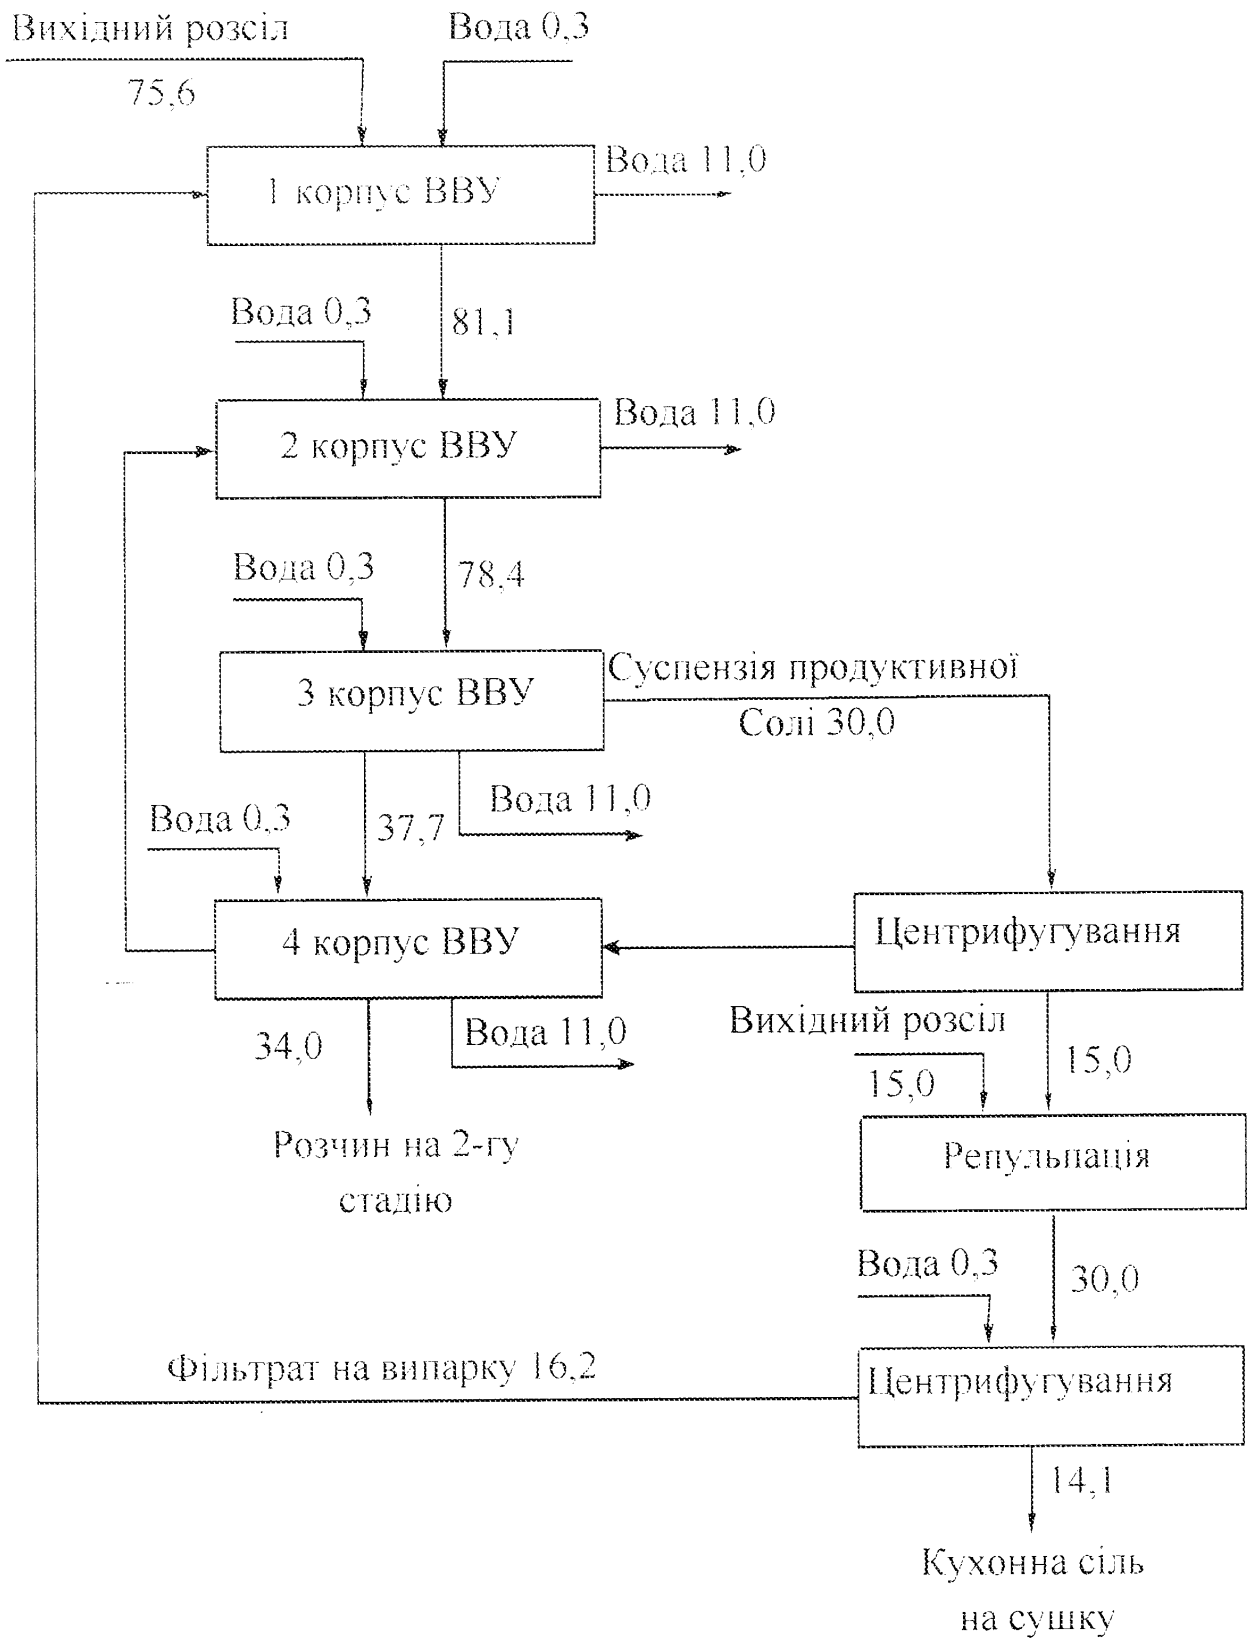 Вихідний розсіл
Вода 0,3
75,6
Вода 11,0
1 корпус ВВУ
Вода 0,3
81,1
Вода 11,0
2 корпус ВВУ
Вода 0,3
78,4
Суспензія продуктивної
3 корпус ВВУ
Солі 30,0
Вода 11,0
Вода 0,3
37,7
Центрифугування
4 корпус ВВУ
Вихідний розсіл
34,0
Вода 11,0
15,0
15,0
Розчин на 2-гу
стадію
Репульпація
Вода 0,3
30,0
Фільтрат на випарку 16,2
Центрифугування
14,1
Кухонна сіль
на сушку